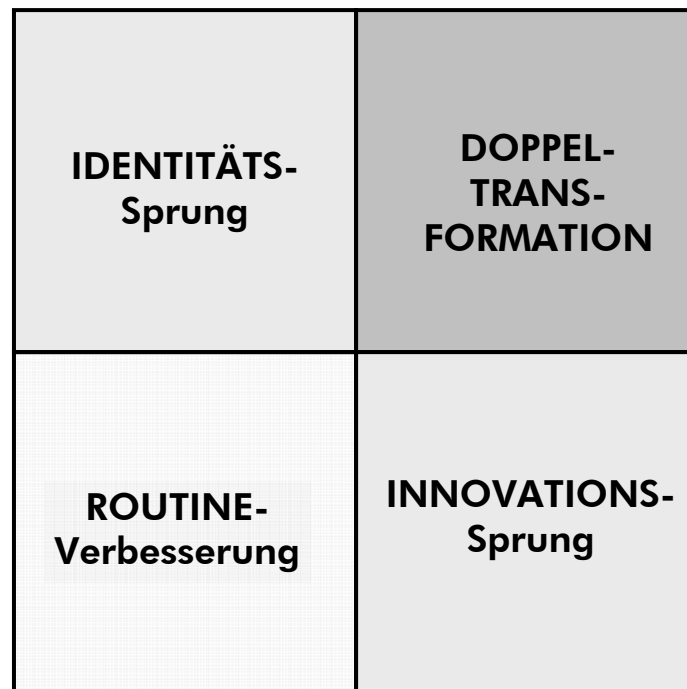 IDENTITÄTS-
Sprung
DOPPEL-
TRANS-
FORMATION
ROUTINE-
Verbesserung
INNOVATIONS-
Sprung